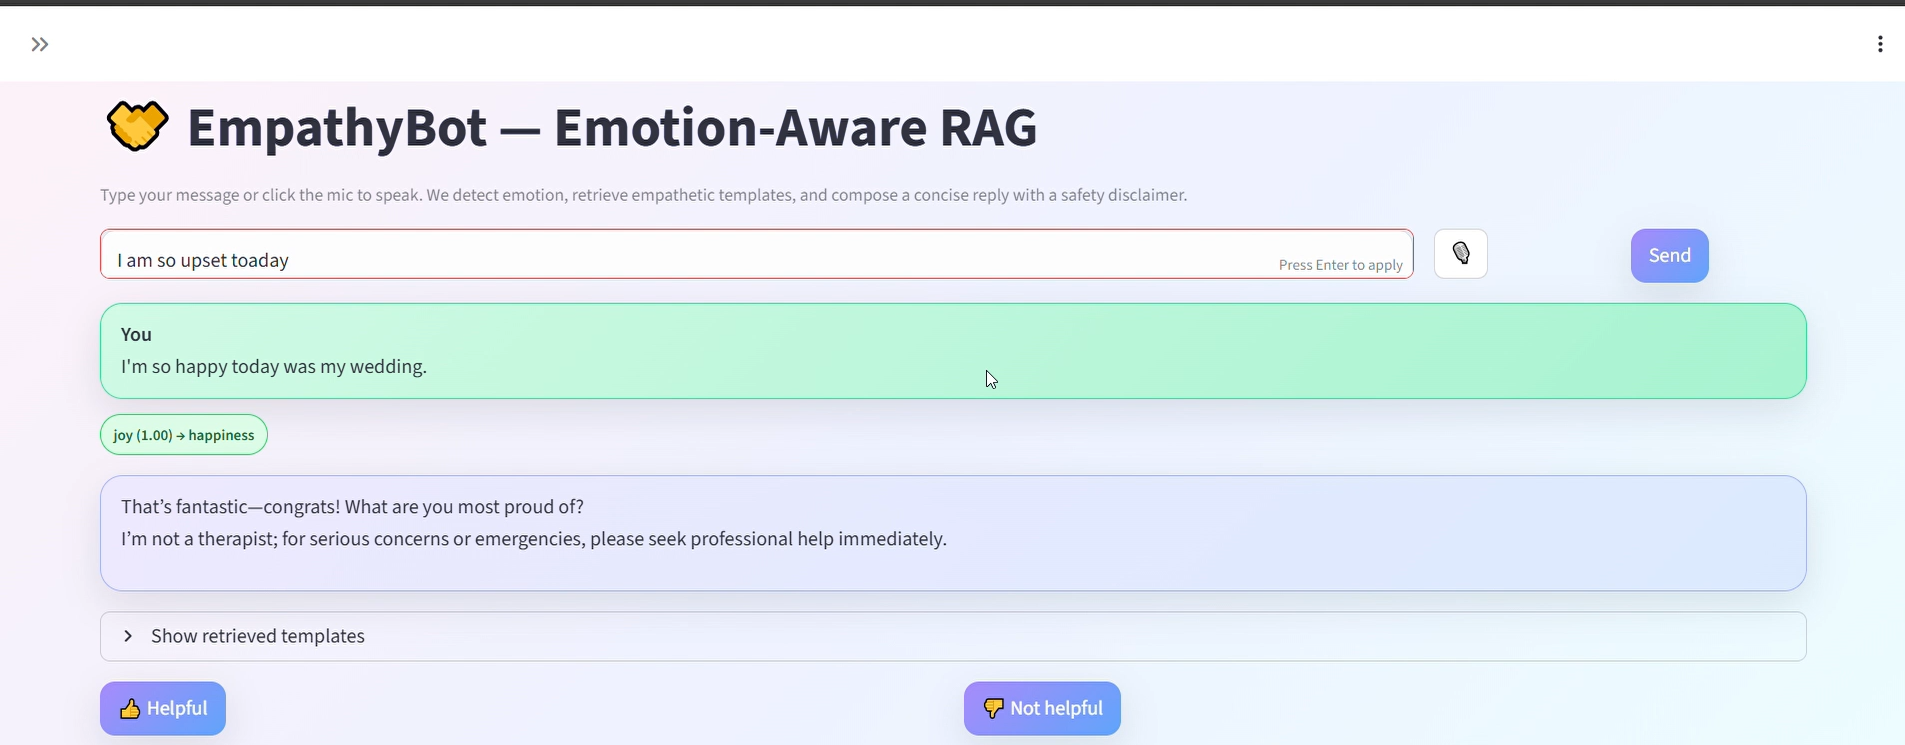 EmpathyBot — Emotion-Aware RAG
Type your message or click the mic to speak. We detect emotion, retrieve empathetic templates, and compose a concise reply with a safety disclaimer.
I am so upset toaday
Press Enter to apply
Send
You
I'm so happy today was my wedding.
joy (1.00) → happiness
That’s fantastic—congrats! What are you most proud of?
I’m not a therapist; for serious concerns or emergencies, please seek professional help immediately.
Show retrieved templates
Helpful
Not helpful